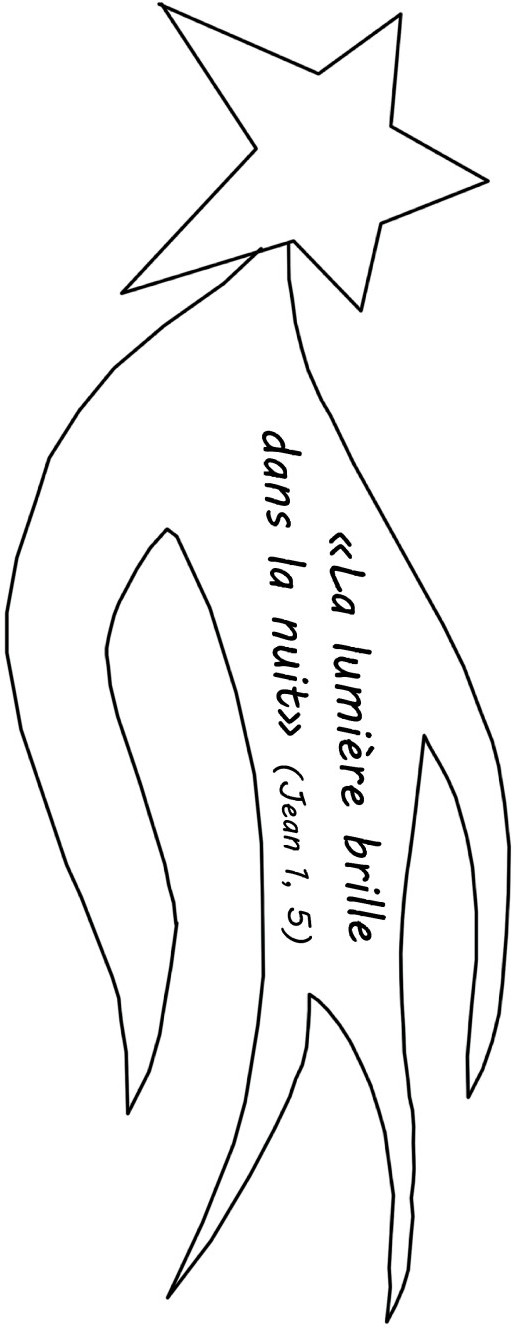 «La lumière brille
dans la nuit» (Jean 1, 5)